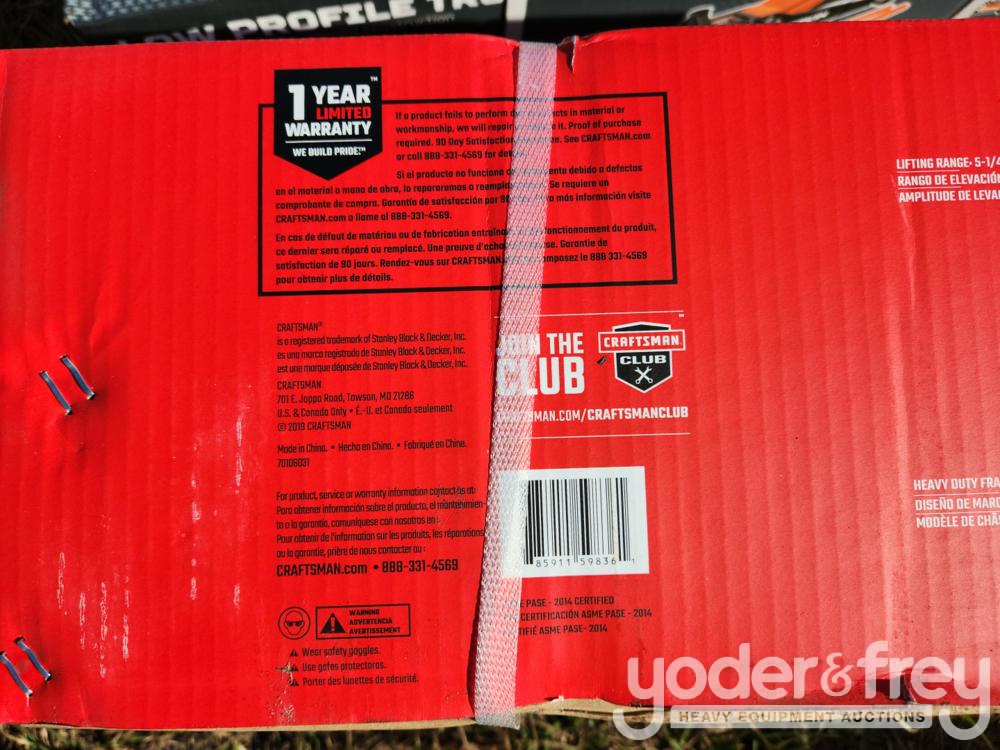 LOW PROFILE
1 YEAR
LIMITED
WARRANTY
WE BUILD PRIDE!™
If a product fails to perform in material or
workmanship, we will repair it. Proof of purchase
required. 90 Day See CRAFTSMAN.com
or call 888-331-4569 for
Si el producto no funciona debido a defectos
en el material o mano de obra, lo repararemos o Se requiere un
comprobante de compra. Garantía de satisfacción por más información visite
CRAFTSMAN.com o llame al 888-331-4569.
En cas de défaut de matériau ou de fabrication fonctionnement du produit,
ce dernier sera réparé ou remplacé. Une preuve Garantie de
satisfaction de 90 jours. Rendez-vous sur composez le 888 331-4569
pour obtenir plus de détails.
CRAFTSMAN®
is a registered trademark of Stanley Black & Decker, Inc.
es una marca registrada de Stanley Black & Decker, Inc.
est une marque déposée de Stanley Black & Decker, Inc.
CRAFTSMAN
701 E. Joppa Road, Towson, MD 21286
U.S. & Canada Only • É.-U. et Canada seulement
© 2019 CRAFTSMAN
Made in China. • Hecho en China. • Fabriqué en Chine.
70106031
For product, service or warranty information contact us at:
Para obtener información sobre el producto, el mantenimien-
to o la garantía, comuníquese con nosotros en:
Pour obtenir de l'information sur les produits, les réparations
ou la garantie, prière de nous contacter au :
CRAFTSMAN.com • 888-331-4569
WARNING
ADVERTENCIA
AVERTISSEMENT
Wear safety goggles.
Use gafas protectoras.
Porter des lunettes de sécurité.
JOIN THE
CLUB
CRAFTSMAN
CLUB
MAN.COM/CRAFTSMANCLUB
85911 59836 1
PASE - 2014 CERTIFIED
CERTIFICACIÓN ASME PASE - 2014
TIFIÉ ASME PASE- 2014
LIFTING RANGE: 5-1/4
RANGO DE ELEVACIÓN
AMPLITUDE DE
HEAVY DUTY
DISEÑO DE
MODÈLE DE
yoder&frey
HEAVY EQUIPMENT AUCTIONS